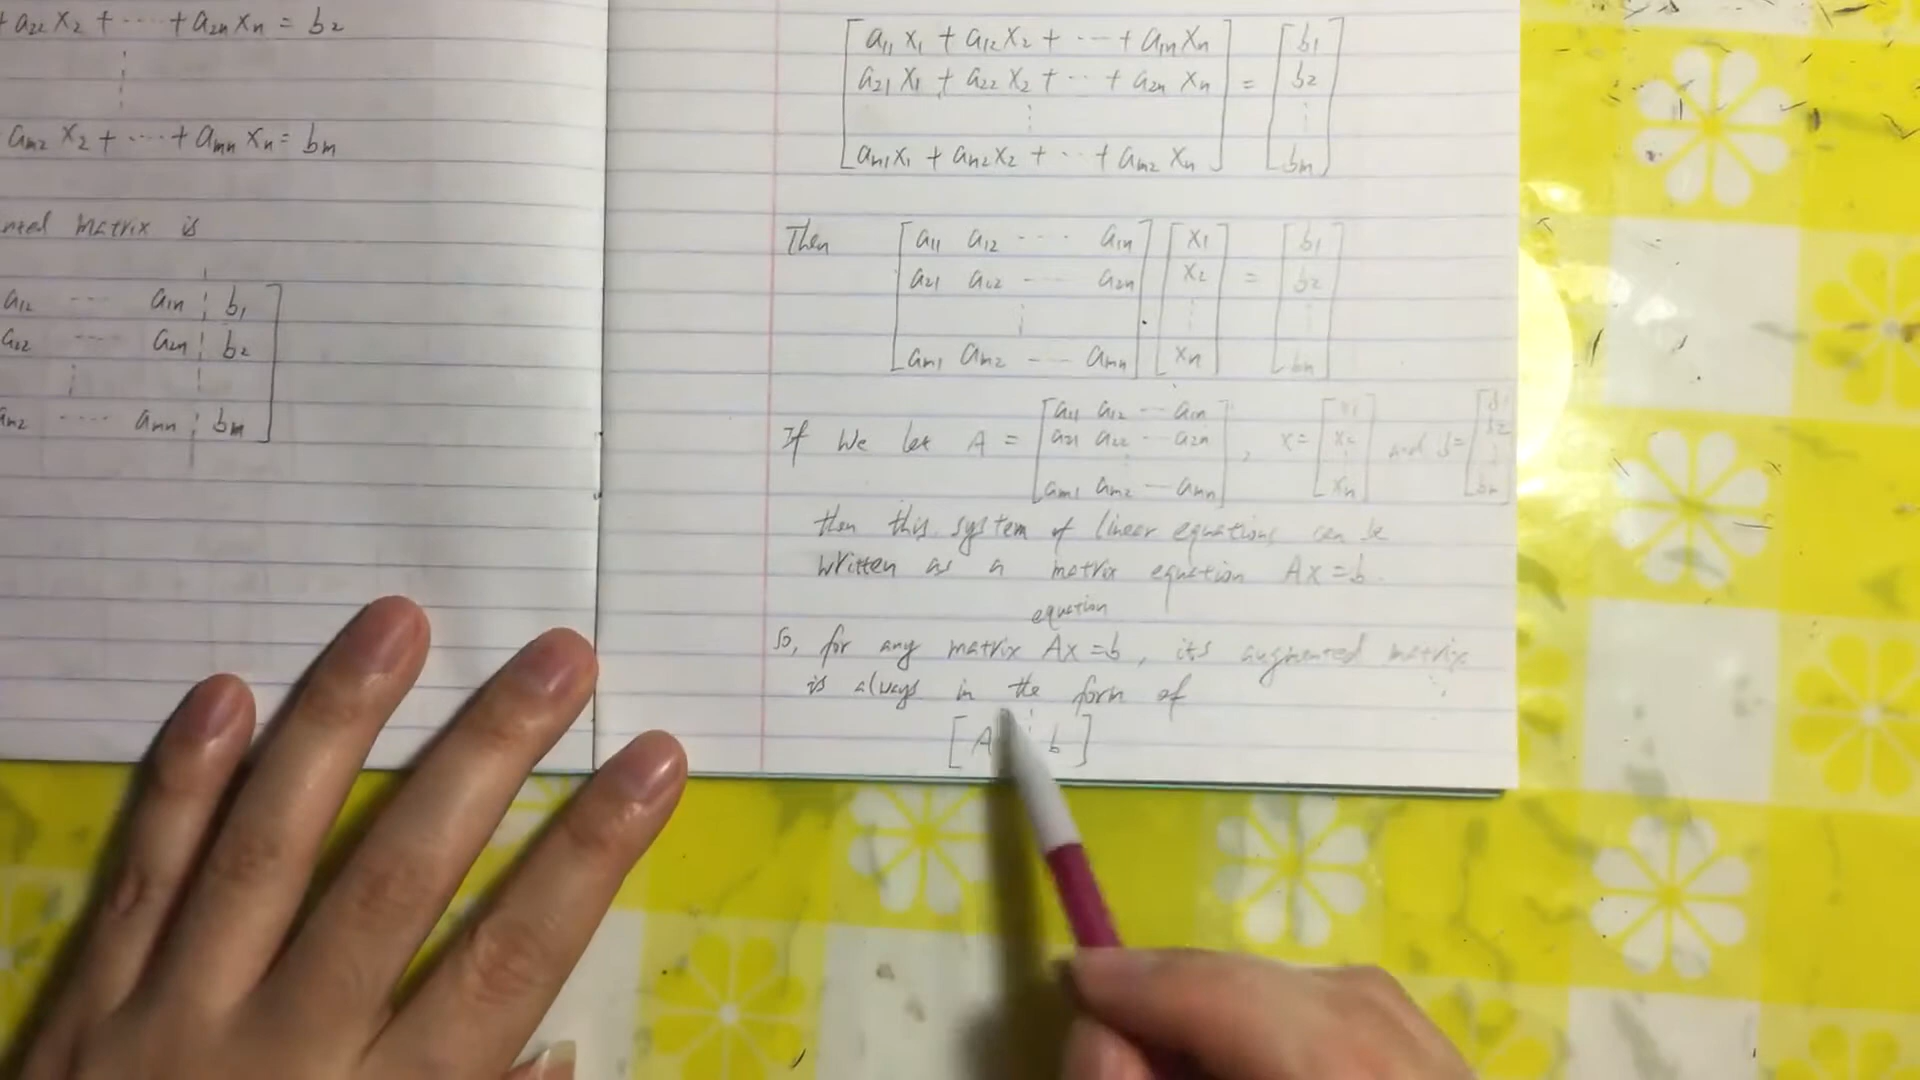 + a22 x2 + ---- + a2n xn = b2
am2 x2 + ---- + amn xn = bm
matrix is
a12 --- a1n b1
a22 --- a2n b2
am2 ---- amn bm
[ a11 x1 + a12 x2 + --- + a1n xn ] [ b1 ]
[ a21 x1 + a22 x2 + --- + a2n xn ] = [ b2 ]
[ am1 x1 + am2 x2 + --- + am2 xn ] [ bm ]
Then [ a11 a12 --- a1n ] [ x1 ] [ b1 ]
[ a21 a22 --- a2n ] [ x2 ] = [ b2 ]
[ am1 am2 --- amn ] [ xn ] [ bm ]
[ a11 a12 --- a1n ] [ x1 ] [ b1 ]
If We let A = [ a21 a22 -- a2n ] , x = [ x2 ] and b = [ b2 ]
[ am1 am2 -- amn ] [ xn ] [ bm ]
then this system of linear equations can be
written as a matrix equation Ax = b.
equation
So, for any matrix Ax = b, its augmented matrix
is always in the form of
[ A b ]